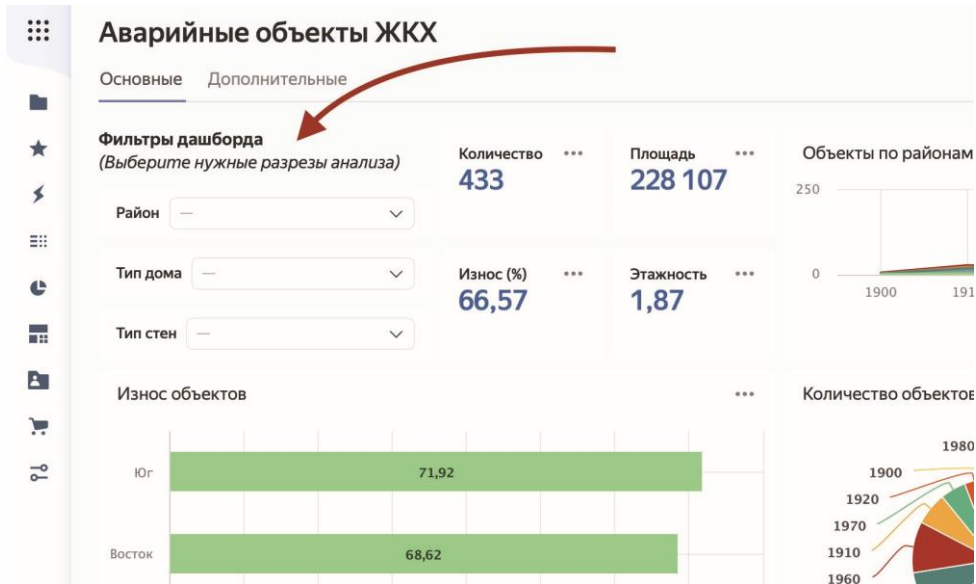 Аварийные объекты ЖКХ
Основные Дополнительные
Фильтры дашборда
(Выберите нужные разрезы анализа)
Район —
Тип дома —
Тип стен —
Количество
433
Площадь
228 107
Износ (%)
66,57
Этажность
1,87
Объекты по районам
250
0
1900 191
Износ объектов
Юг 71,92
Восток 68,62
Количество объектов
1980
1900
1920
1970
1910
1960